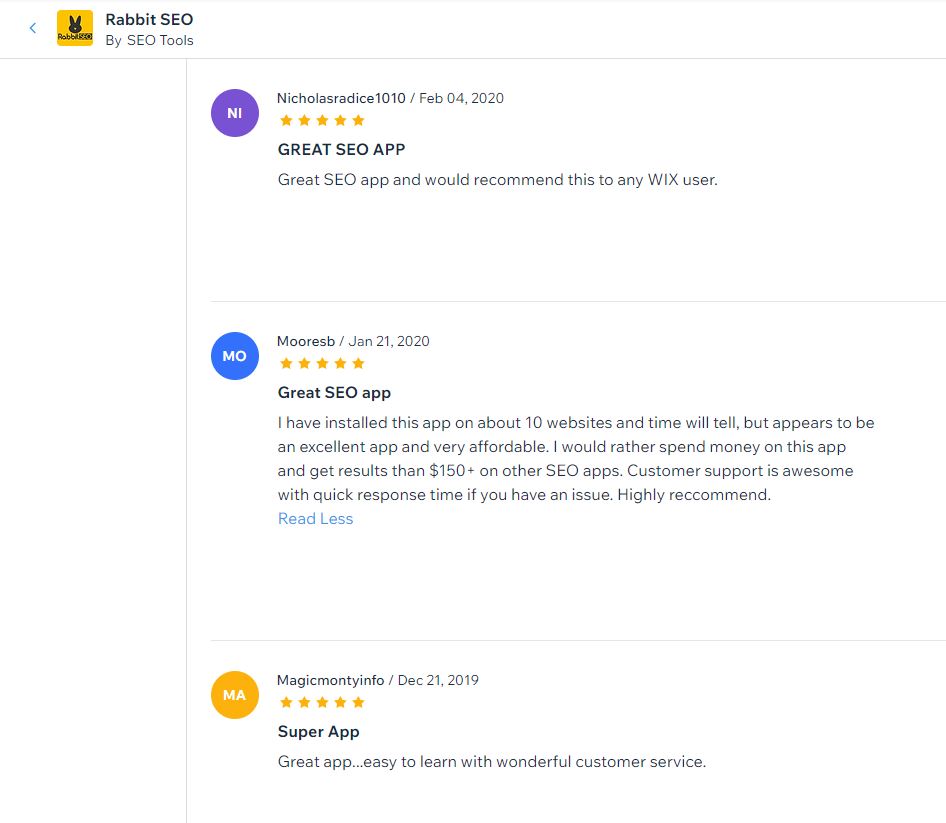 Rabbit SEO
RabbitSEO
By SEO Tools
NI
Nicholasradice1010 / Feb 04, 2020
GREAT SEO APP
Great SEO app and would recommend this to any WIX user.
MO
Mooresb / Jan 21, 2020
Great SEO app
I have installed this app on about 10 websites and time will tell, but appears to be
an excellent app and very affordable. I would rather spend money on this app
and get results than $150+ on other SEO apps. Customer support is awesome
with quick response time if you have an issue. Highly reccommend.
Read Less
MA
Magicmontyinfo / Dec 21, 2019
Super App
Great app...easy to learn with wonderful customer service.